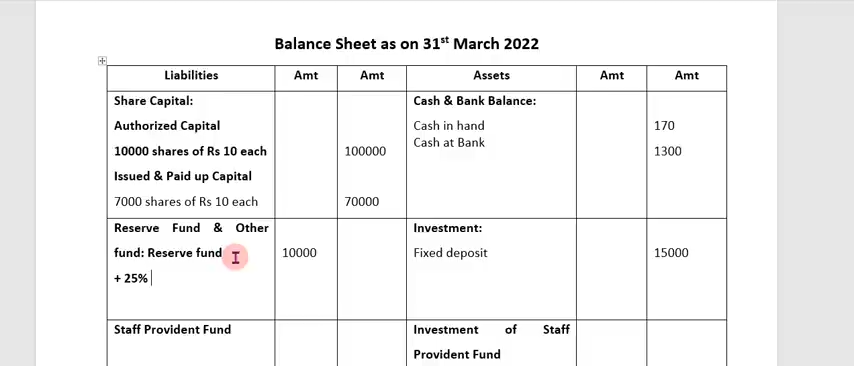 Balance Sheet as on 31st March 2022
Liabilities Amt Amt Assets Amt Amt
Share Capital: Cash & Bank Balance:
Authorized Capital Cash in hand 170
10000 shares of Rs 10 each 100000 Cash at Bank 1300
Issued & Paid up Capital
7000 shares of Rs 10 each 70000
Reserve Fund & Other Investment:
fund: Reserve fund 10000 Fixed deposit 15000
+ 25%
Staff Provident Fund Investment of Staff
Provident Fund